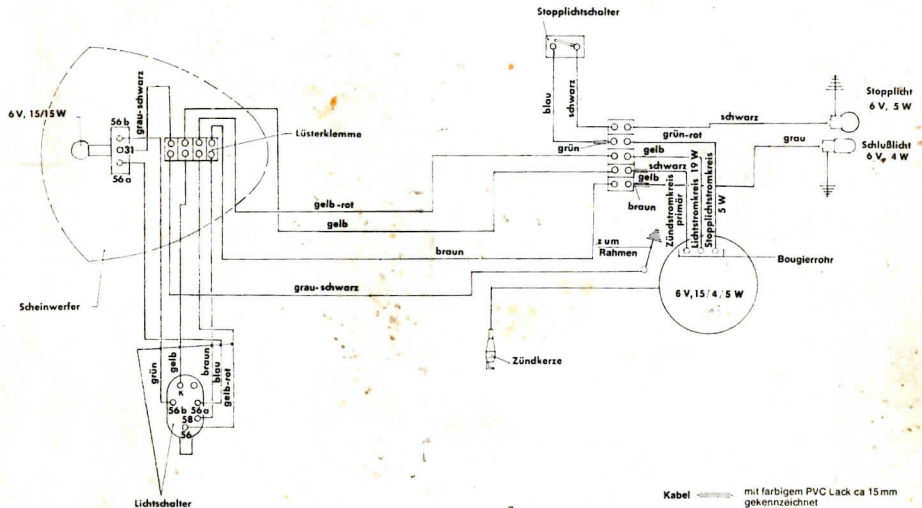 Stopplichtschalter
6 V, 15/15 W
56 b
31
56 a
grau-schwarz
Lüsterklemme
blau
schwarz
grün
schwarz
grün-rot
gelb
schwarz
gelb
braun
grau
Stopplicht
6 V, 5 W
Schlußlicht
6 V, 4 W
gelb-rot
gelb
braun
grau-schwarz
Zündstromkreis
primär
Lichtstromkreis 19 W
Stopplichtstromkreis
5 W
zum
Rahmen
Bougierrohr
6 V, 15/4/5 W
Scheinwerfer
Zündkerze
grün
gelb
braun
blau
gelb-rot
K
56 b
56 a
58
56
Lichtschalter
Kabel
mit farbigem PVC Lack ca 15 mm
gekennzeichnet